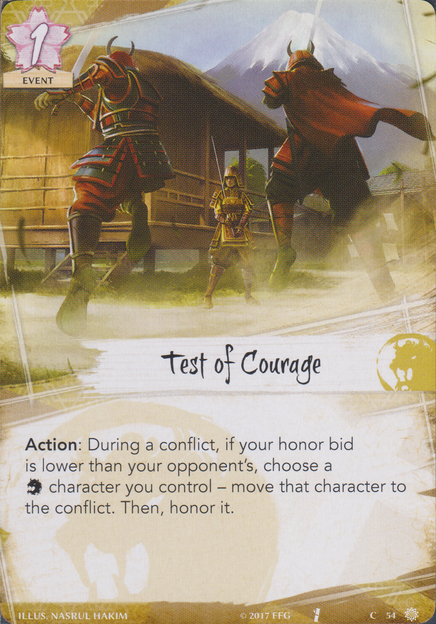 1
EVENT
Test of Courage
Action: During a conflict, if your honor bid
is lower than your opponent's, choose a
character you control – move that character to
the conflict. Then, honor it.
ILLUS. NASRUL HAKIM © 2017 FFG C 54